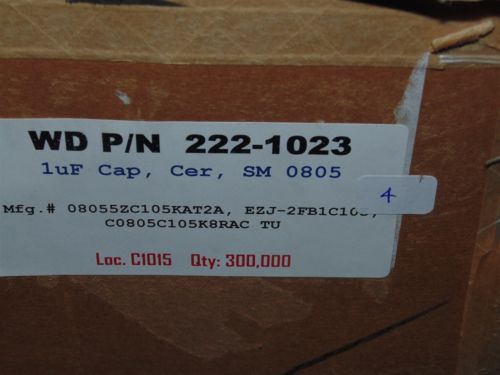 WD P/N 222-1023
1uF Cap, Cer, SM 0805
4
Mfg.# 08055ZC105KAT2A,
C0805C105K8RAC TU
Loc. C1015 Qty: 300,000